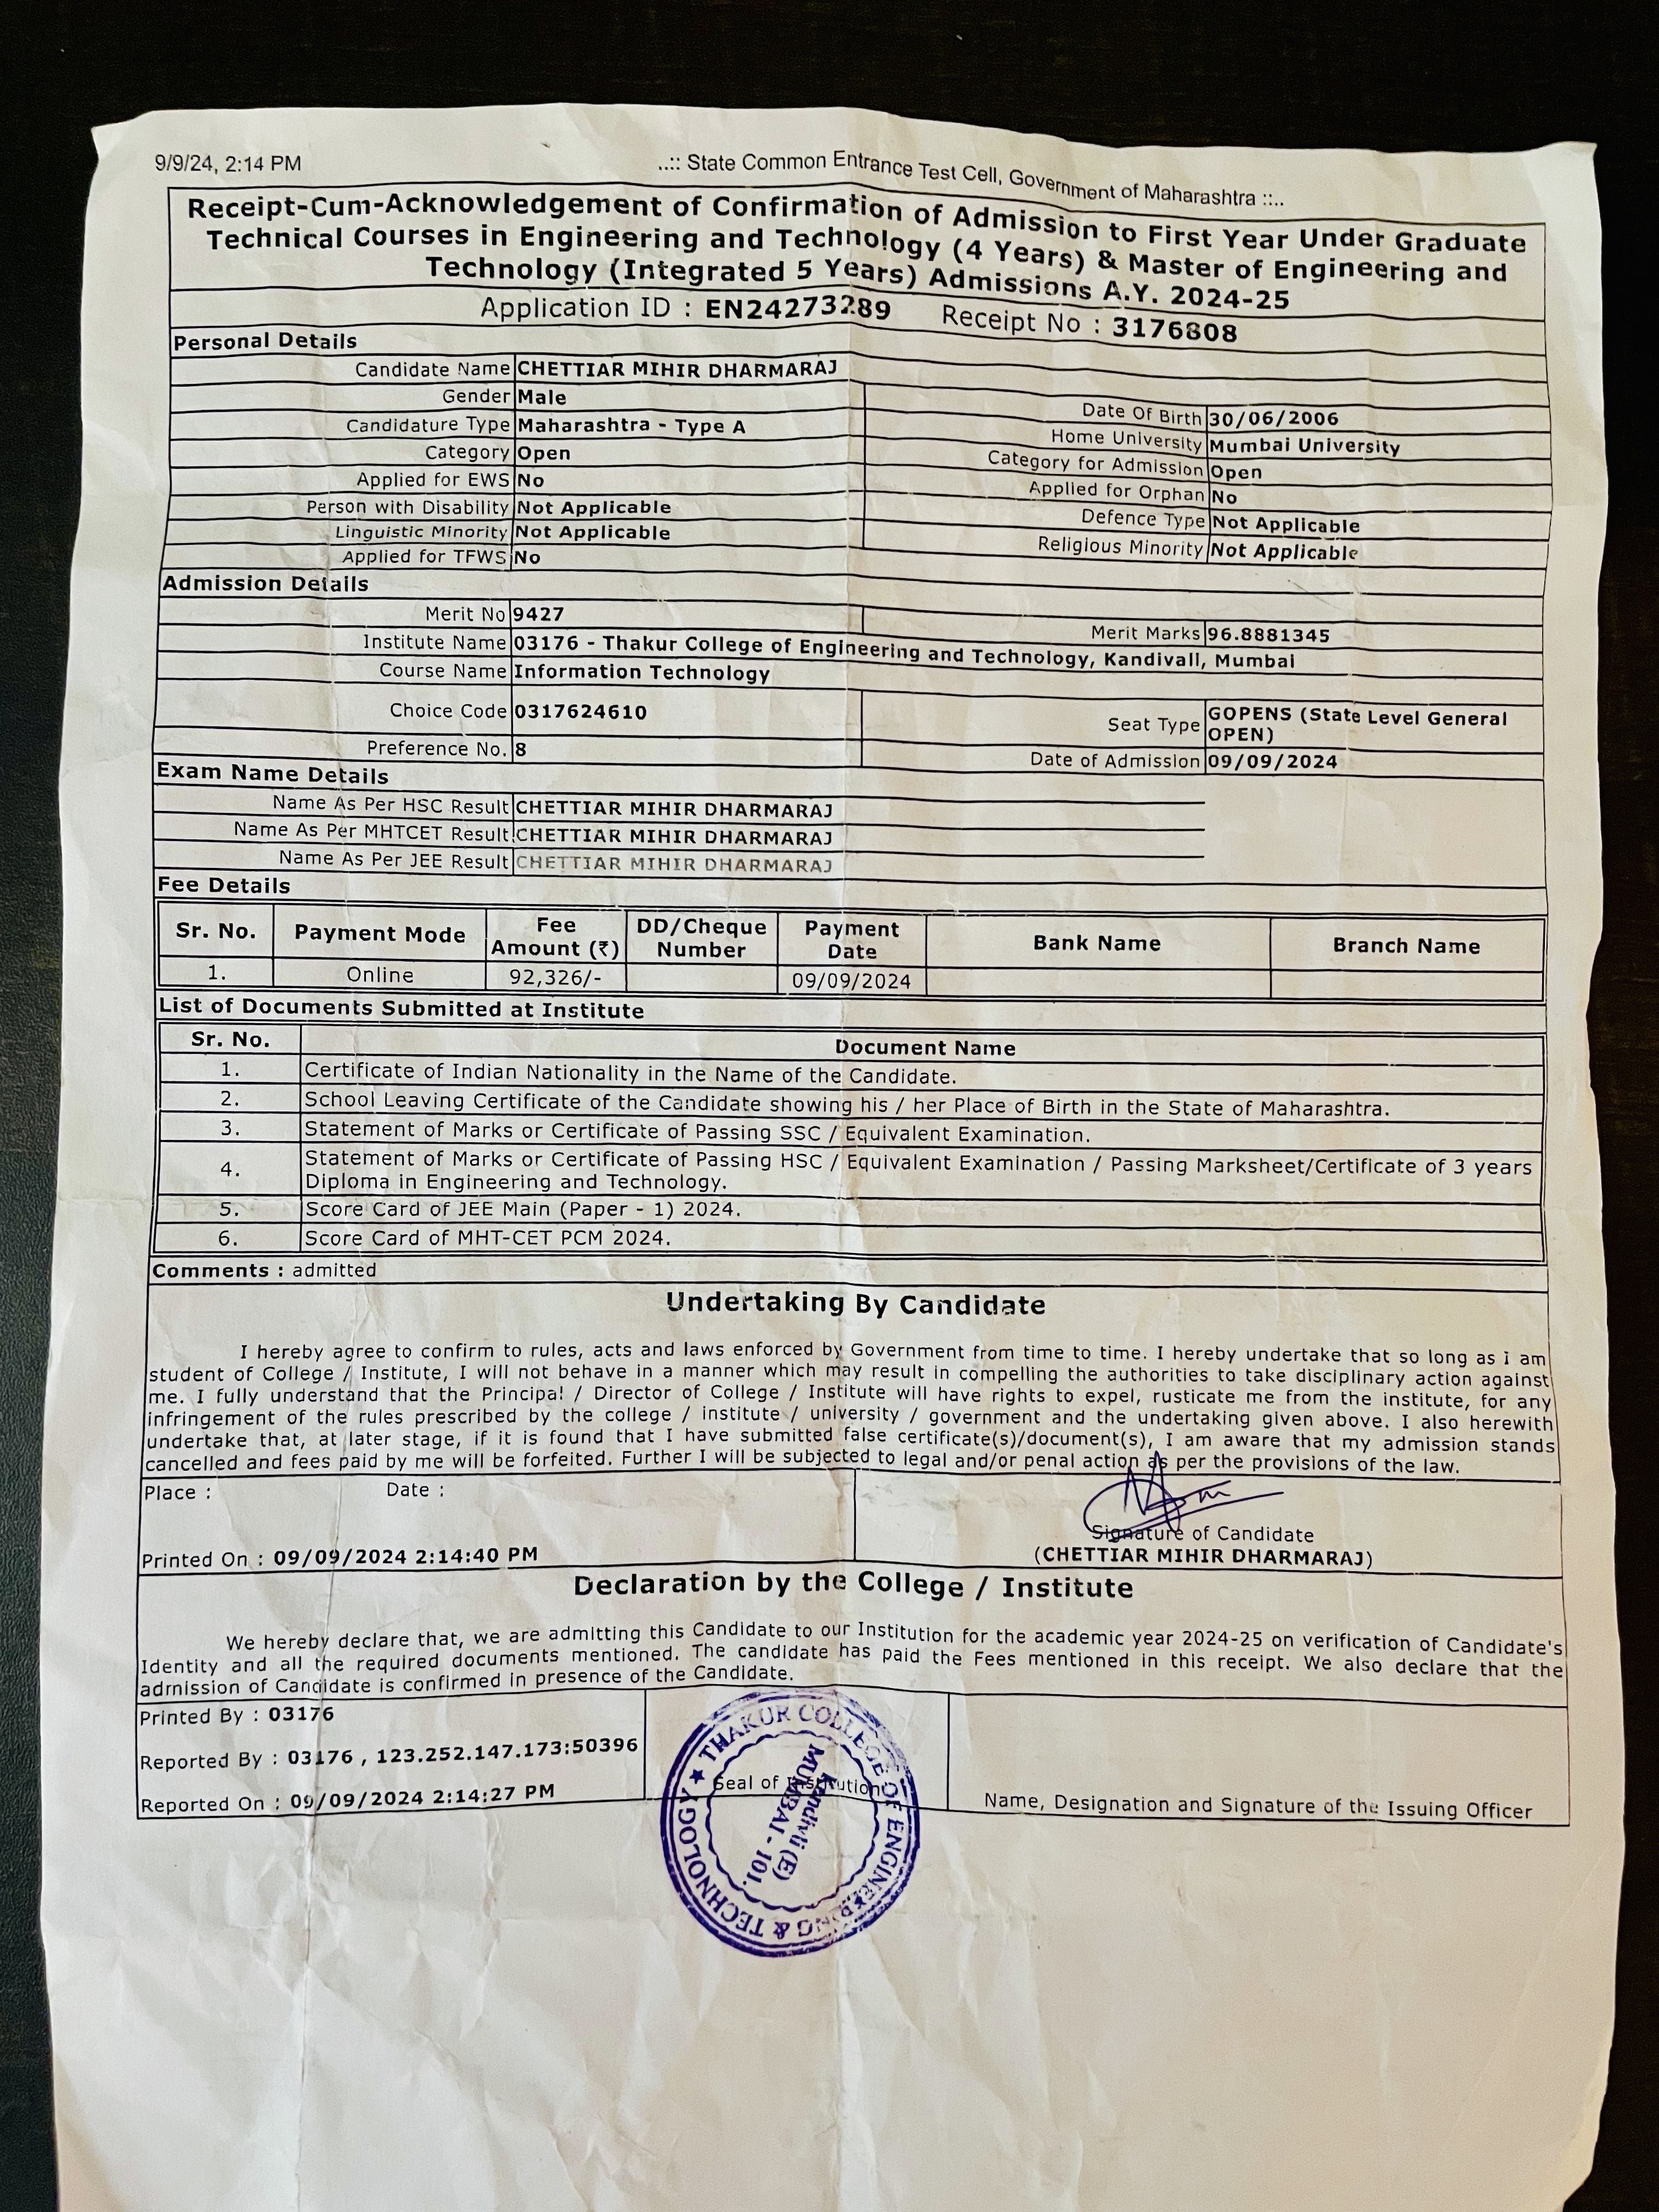 9/9/24, 2:14 PM ..:: State Common Entrance Test Cell, Government of Maharashtra ::..
Receipt-Cum-Acknowledgement of Confirmation of Admission to First Year Under Graduate
Technical Courses in Engineering and Technology (4 Years) & Master of Engineering and
Technology (Integrated 5 Years) Admissions A.Y. 2024-25
Application ID : EN24273289 Receipt No : 3176808
Personal Details
Candidate Name CHETTIAR MIHIR DHARMARAJ
Gender Male Date Of Birth 30/06/2006
Candidature Type Maharashtra - Type A Home University Mumbai University
Category Open Category for Admission Open
Applied for EWS No Applied for Orphan No
Person with Disability Not Applicable Defence Type Not Applicable
Linguistic Minority Not Applicable Religious Minority Not Applicable
Applied for TFWS No
Admission Details
Merit No 9427 Merit Marks 96.8881345
Institute Name 03176 - Thakur College of Engineering and Technology, Kandivali, Mumbai
Course Name Information Technology
Choice Code 0317624610 Seat Type GOPENS (State Level General
OPEN)
Preference No. 8 Date of Admission 09/09/2024
Exam Name Details
Name As Per HSC Result CHETTIAR MIHIR DHARMARAJ
Name As Per MHTCET Result CHETTIAR MIHIR DHARMARAJ
Name As Per JEE Result CHETTIAR MIHIR DHARMARAJ
Fee Details
Sr. No. Payment Mode Fee Amount (₹) DD/Cheque Number Payment Date Bank Name Branch Name
1. Online 92,326/- 09/09/2024
List of Documents Submitted at Institute
Sr. No. Document Name
1. Certificate of Indian Nationality in the Name of the Candidate.
2. School Leaving Certificate of the Candidate showing his / her Place of Birth in the State of Maharashtra.
3. Statement of Marks or Certificate of Passing SSC / Equivalent Examination.
4. Statement of Marks or Certificate of Passing HSC / Equivalent Examination / Passing Marksheet/Certificate of 3 years
Diploma in Engineering and Technology.
5. Score Card of JEE Main (Paper - 1) 2024.
6. Score Card of MHT-CET PCM 2024.
Comments : admitted
Undertaking By Candidate
I hereby agree to confirm to rules, acts and laws enforced by Government from time to time. I hereby undertake that so long as i am
student of College / Institute, I will not behave in a manner which may result in compelling the authorities to take disciplinary action against
me. I fully understand that the Principal / Director of College / Institute will have rights to expel, rusticate me from the institute, for any
infringement of the rules prescribed by the college / institute / university / government and the undertaking given above. I also herewith
undertake that, at later stage, if it is found that I have submitted false certificate(s)/document(s), I am aware that my admission stands
cancelled and fees paid by me will be forfeited. Further I will be subjected to legal and/or penal action as per the provisions of the law.
Place : Date :
Signature of Candidate
Printed On : 09/09/2024 2:14:40 PM (CHETTIAR MIHIR DHARMARAJ)
Declaration by the College / Institute
We hereby declare that, we are admitting this Candidate to our Institution for the academic year 2024-25 on verification of Candidate's
Identity and all the required documents mentioned. The candidate has paid the Fees mentioned in this receipt. We also declare that the
admission of Candidate is confirmed in presence of the Candidate.
Printed By : 03176
Reported By : 03176 , 123.252.147.173:50396
Reported On : 09/09/2024 2:14:27 PM
Seal of Institution
Name, Designation and Signature of the Issuing Officer
★ THAKUR COLLEGE OF ENGINEERING & TECHNOLOGY
Kandivli (E)
MUMBAI - 101.